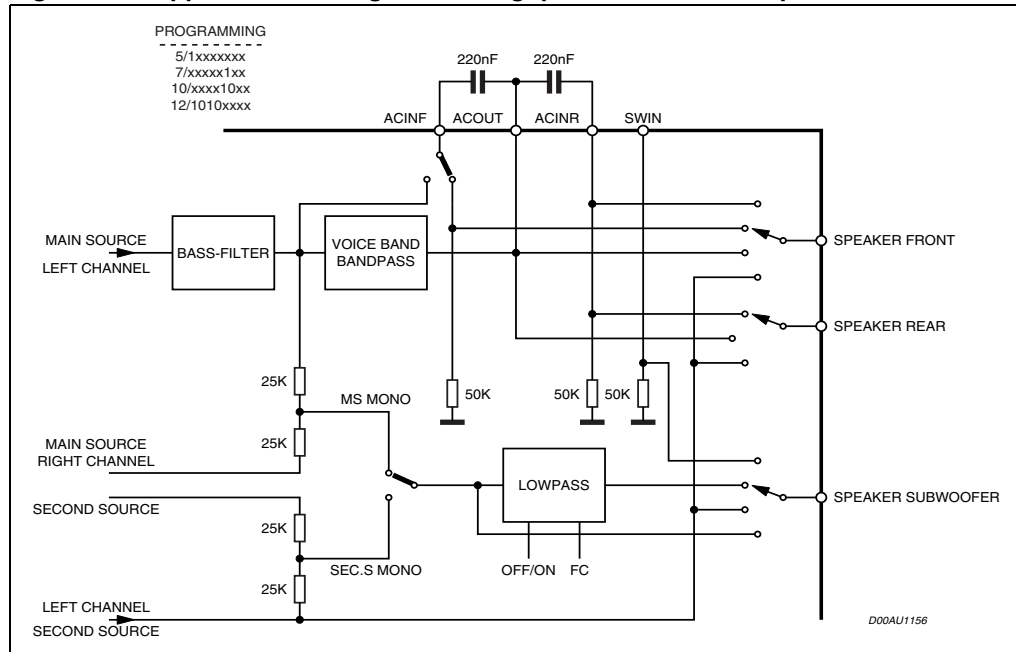 PROGRAMMING
5/1xxxxxxx
7/xxxxx1xx
10/xxxx10xx
12/1010xxxx
220nF
220nF
ACINF
ACOUT
ACINR
SWIN
MAIN SOURCE
LEFT CHANNEL
BASS-FILTER
VOICE BAND
BANDPASS
SPEAKER FRONT
SPEAKER REAR
25K
MS MONO
50K
50K
50K
25K
MAIN SOURCE
RIGHT CHANNEL
LOWPASS
SPEAKER SUBWOOFER
SECOND SOURCE
25K
SEC.S MONO
OFF/ON
FC
25K
LEFT CHANNEL
SECOND SOURCE
D00AU1156